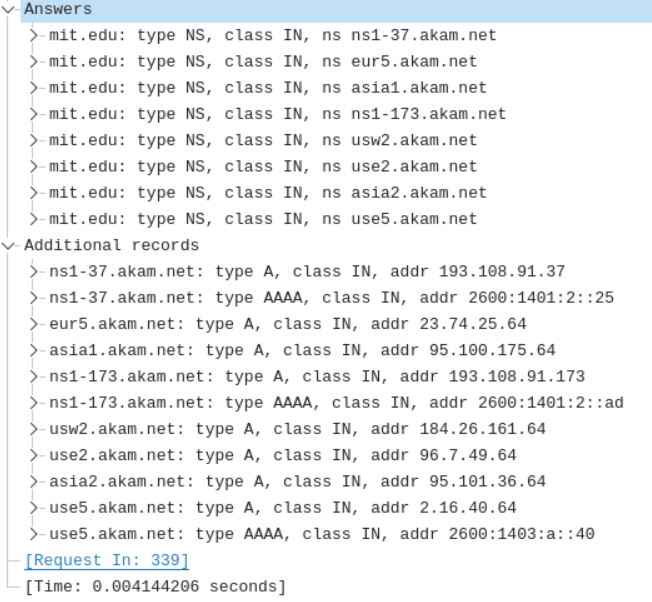 Answers
mit.edu: type NS, class IN, ns ns1-37.akam.net
mit.edu: type NS, class IN, ns eur5.akam.net
mit.edu: type NS, class IN, ns asia1.akam.net
mit.edu: type NS, class IN, ns ns1-173.akam.net
mit.edu: type NS, class IN, ns usw2.akam.net
mit.edu: type NS, class IN, ns use2.akam.net
mit.edu: type NS, class IN, ns asia2.akam.net
mit.edu: type NS, class IN, ns use5.akam.net
Additional records
ns1-37.akam.net: type A, class IN, addr 193.108.91.37
ns1-37.akam.net: type AAAA, class IN, addr 2600:1401:2::25
eur5.akam.net: type A, class IN, addr 23.74.25.64
asia1.akam.net: type A, class IN, addr 95.100.175.64
ns1-173.akam.net: type A, class IN, addr 193.108.91.173
ns1-173.akam.net: type AAAA, class IN, addr 2600:1401:2::ad
usw2.akam.net: type A, class IN, addr 184.26.161.64
use2.akam.net: type A, class IN, addr 96.7.49.64
asia2.akam.net: type A, class IN, addr 95.101.36.64
use5.akam.net: type A, class IN, addr 2.16.40.64
use5.akam.net: type AAAA, class IN, addr 2600:1403:a::40
[Request In: 339]
[Time: 0.004144206 seconds]